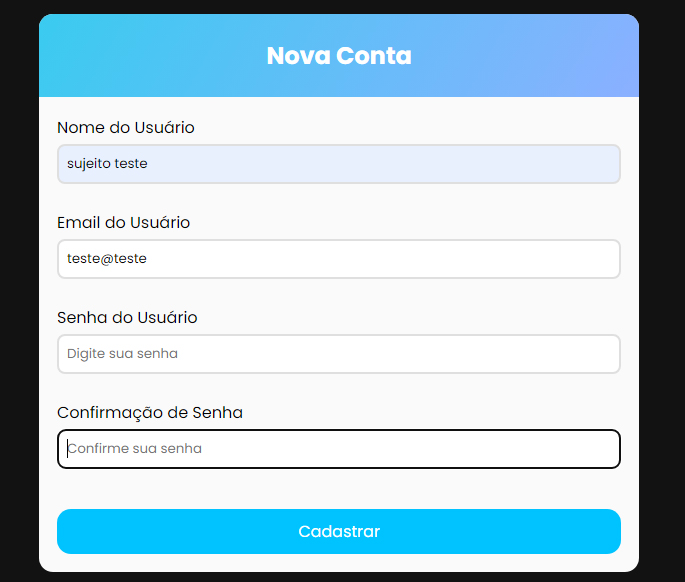 Nova Conta
Nome do Usuário
sujeito teste
Email do Usuário
teste@teste
Senha do Usuário
Digite sua senha
Confirmação de Senha
Confirme sua senha
Cadastrar